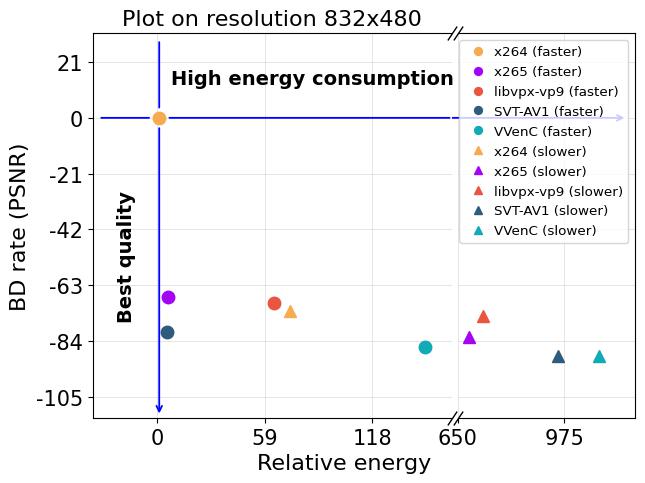 Plot on resolution 832x480
High energy consumption
Best quality
BD rate (PSNR)
21
0
-21
-42
-63
-84
-105
x264 (faster)
x265 (faster)
libvpx-vp9 (faster)
SVT-AV1 (faster)
VVenC (faster)
x264 (slower)
x265 (slower)
libvpx-vp9 (slower)
SVT-AV1 (slower)
VVenC (slower)
0 59 118 650 975
Relative energy